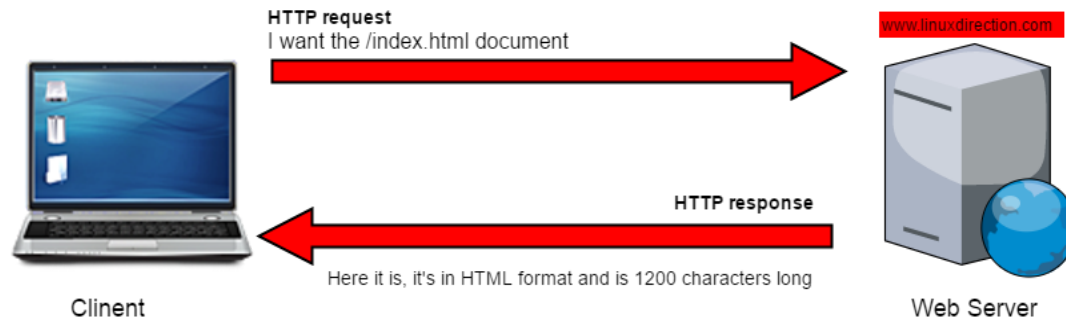 HTTP request
I want the /index.html document
www.linuxdirection.com
HTTP response
Here it is, it's in HTML format and is 1200 characters long
Clinent
Web Server